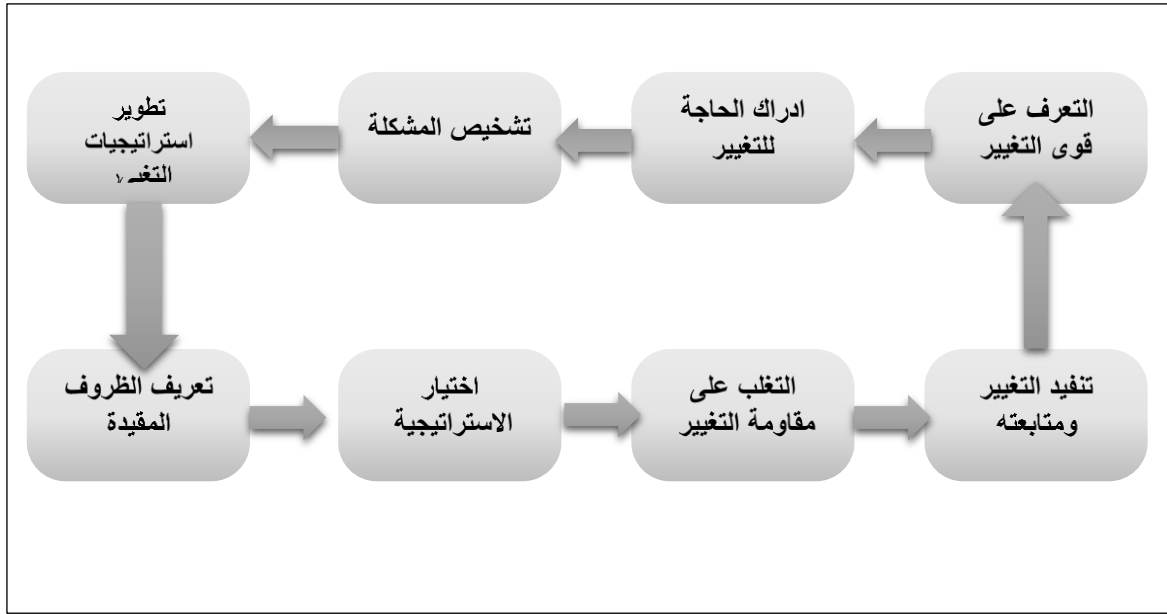 التعرف على
قوى التغيير
ادراك الحاجة
للتغيير
تشخيص المشكلة
تطوير
استراتيجيات
تعريف الظروف
المقيدة
اختيار
الاستراتيجية
التغلب على
مقاومة التغيير
تنفيد التغيير
ومتابعته